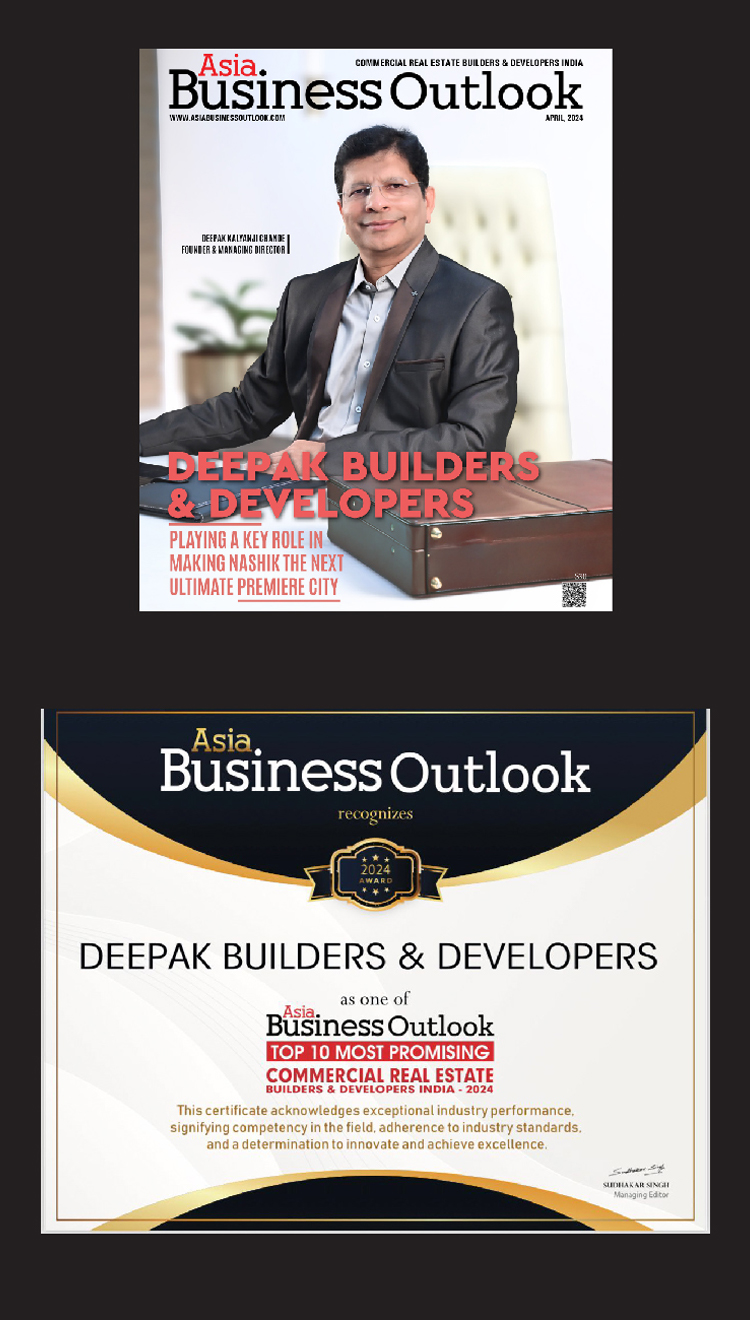 COMMERCIAL REAL ESTATE BUILDERS & DEVELOPERS INDIA
Asia
Business Outlook
WWW.ASIABUSINESSOUTLOOK.COM
APRIL, 2024
DEEPAK KALYANJI CHANDE
FOUNDER & MANAGING DIRECTOR
DEEPAK BUILDERS
& DEVELOPERS
PLAYING A KEY ROLE IN
MAKING NASHIK THE NEXT
ULTIMATE PREMIERE CITY
Asia
Business Outlook
recognizes
2024
AWARD
DEEPAK BUILDERS & DEVELOPERS
as one of
Asia
Business Outlook
TOP 10 MOST PROMISING
COMMERCIAL REAL ESTATE
BUILDERS & DEVELOPERS INDIA - 2024
This certificate acknowledges exceptional industry performance,
signifying competency in the field, adherence to industry standards,
and a determination to innovate and achieve excellence.
SUDHAKAR SINGH
Managing Editor